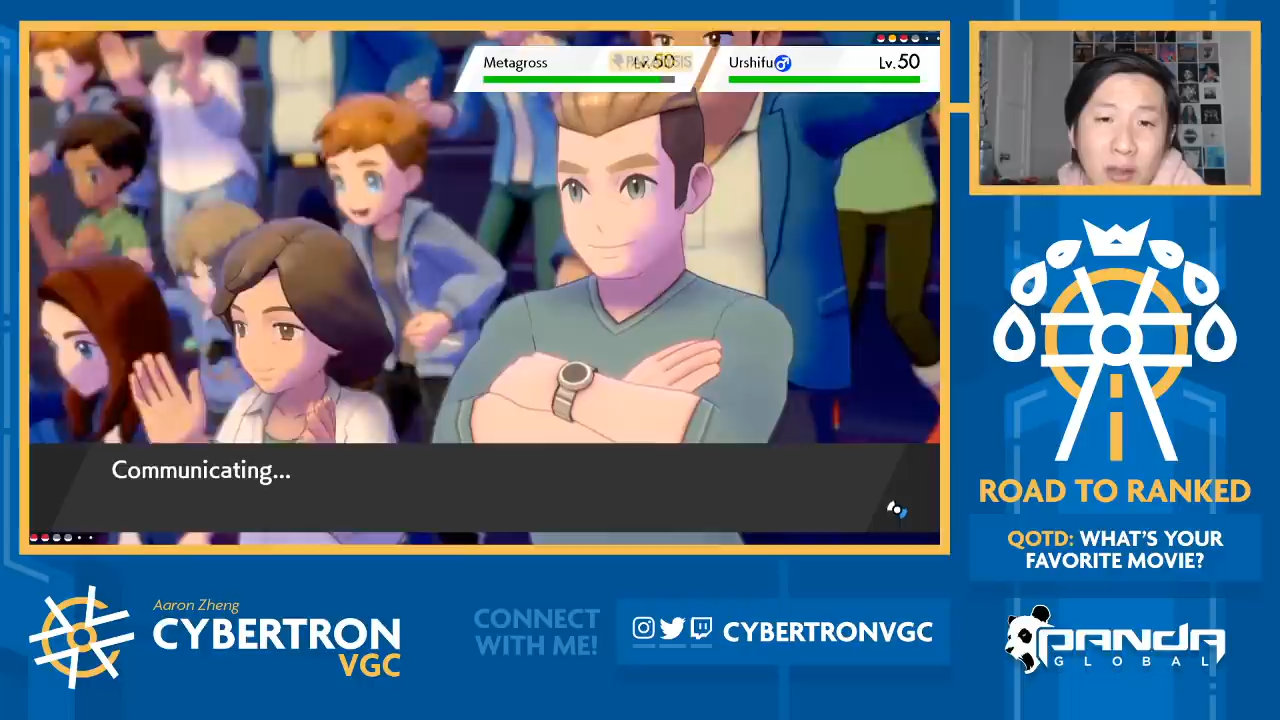 Metagross Lv. 50
Urshifu Lv. 50
Communicating...
ROAD TO RANKED
QOTD: WHAT'S YOUR
FAVORITE MOVIE?
Aaron Zheng
CYBERTRON
VGC
CONNECT
WITH ME!
CYBERTRONVGC
PANDA
GLOBAL